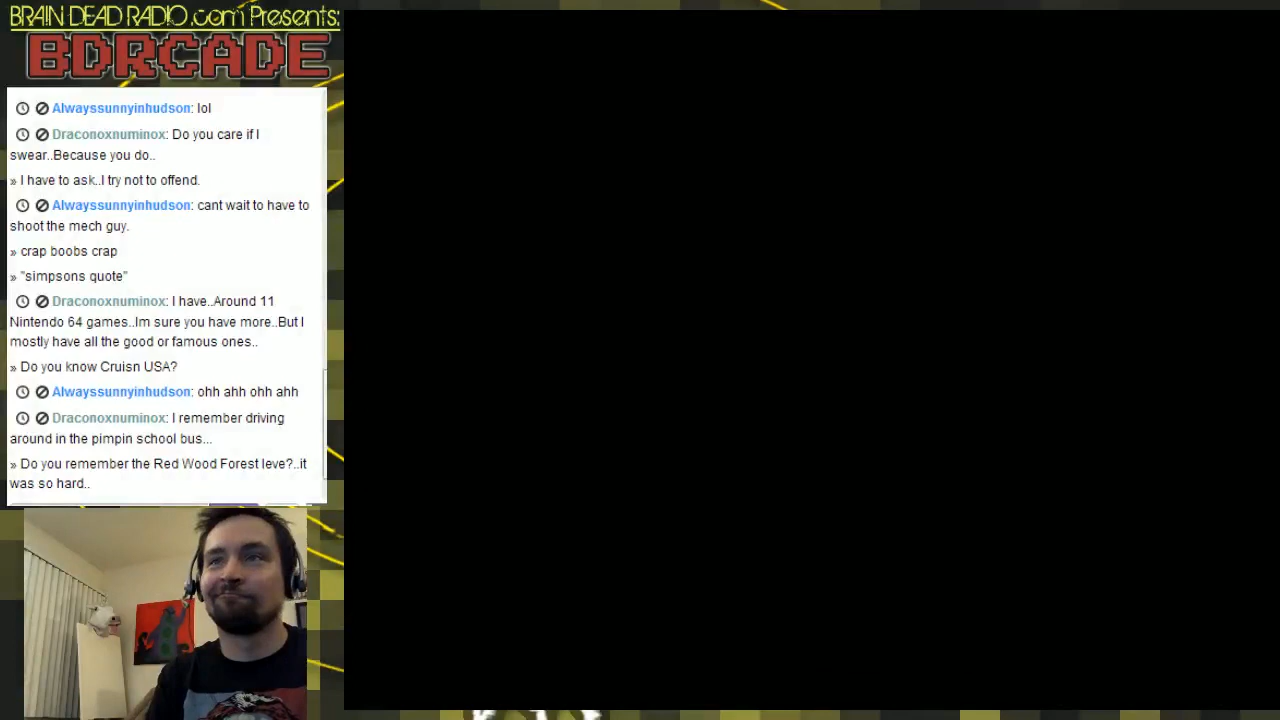 BRAIN DEAD RADIO.com Presents:
BDRCADE
Alwayssunnyinhudson: lol
Draconoxnuminox: Do you care if I
swear..Because you do..
» I have to ask..I try not to offend.
Alwayssunnyinhudson: cant wait to have to
shoot the mech guy.
» crap boobs crap
» "simpsons quote"
Draconoxnuminox: I have..Around 11
Nintendo 64 games..Im sure you have more..But I
mostly have all the good or famous ones..
» Do you know Cruisn USA?
Alwayssunnyinhudson: ohh ahh ohh ahh
Draconoxnuminox: I remember driving
around in the pimpin school bus...
» Do you remember the Red Wood Forest leve?..it
was so hard..